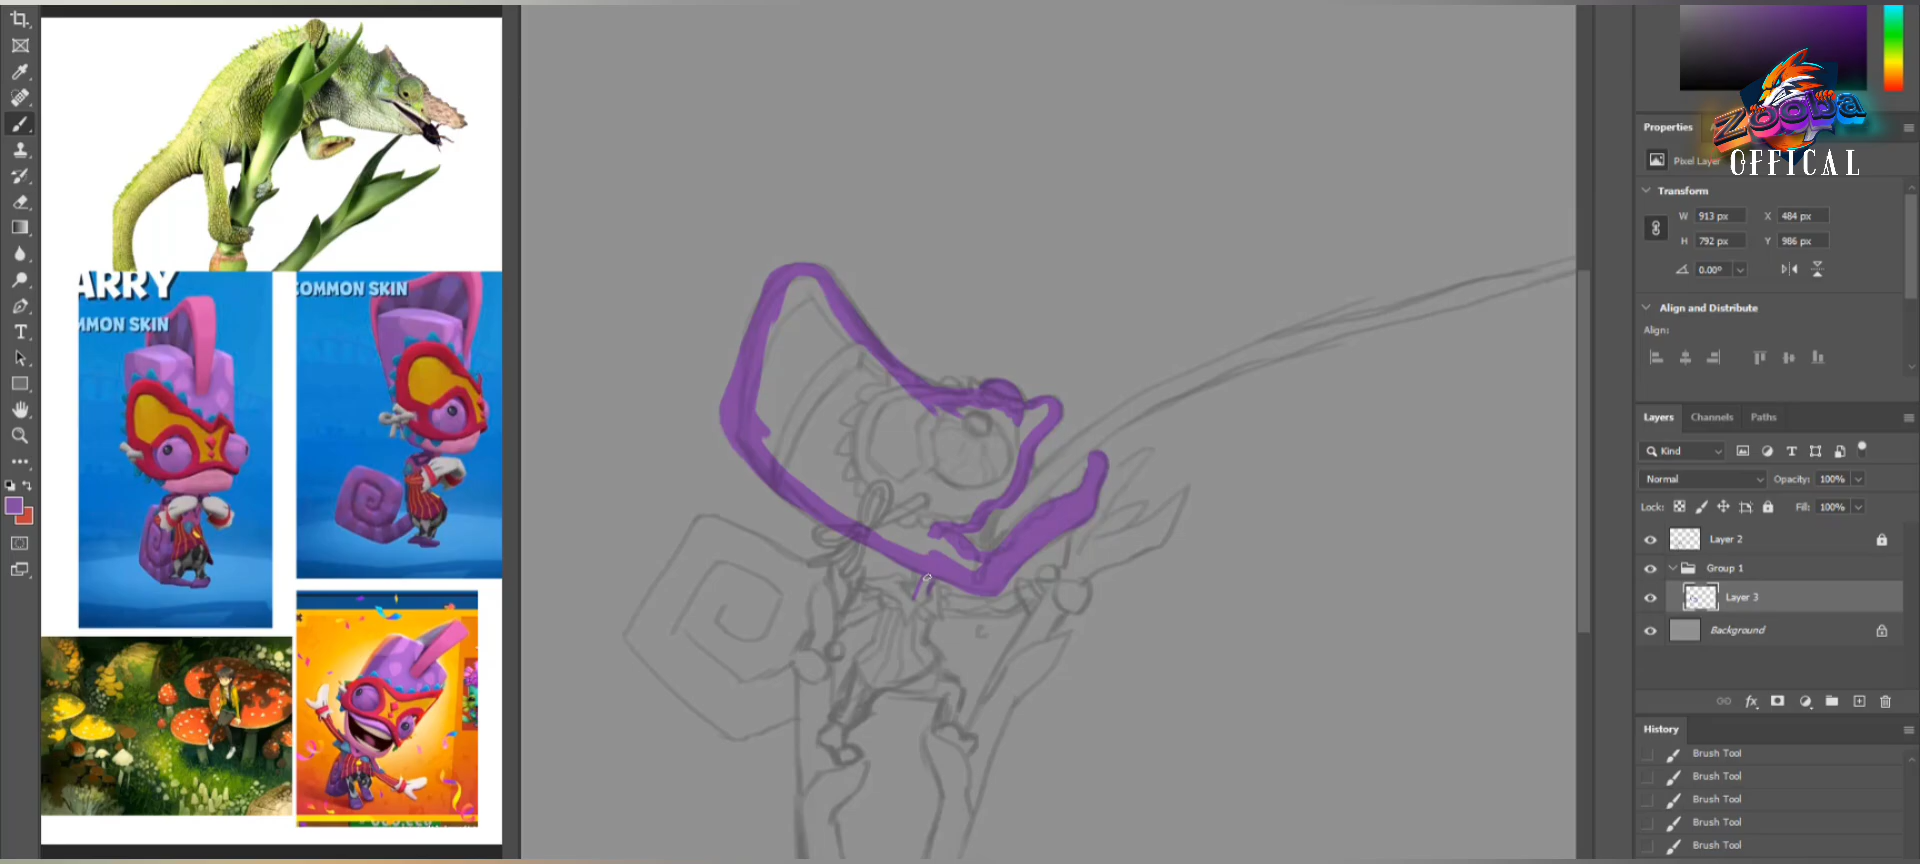 ARRY
MMON SKIN
COMMON SKIN
Zooba
OFFICAL
Properties
Pixel Layer
Transform
W 913 px X 484 px
H 792 px Y 986 px
0.00°
Align and Distribute
Align:
Layers Channels Paths
Kind
Normal Opacity: 100%
Lock: Fill: 100%
Layer 2
Group 1
Layer 3
Background
History
Brush Tool
Brush Tool
Brush Tool
Brush Tool
Brush Tool